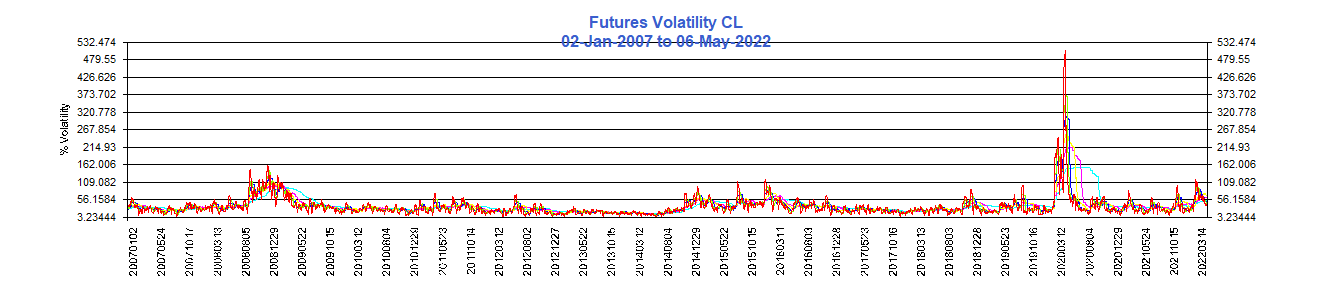 Futures Volatility CL
02-Jan-2007 to 06-May-2022
532.474 532.474
479.55 479.55
426.626 426.626
373.702 373.702
320.778 320.778
267.854 267.854
214.93 214.93
162.006 162.006
109.082 109.082
56.1584 56.1584
3.23444 3.23444
% Volatility
20070102 20070524 20071017 20080313 20080805 20081229 20090522 20091015 20100312 20100804 20101229 20110523 20111014 20120312 20120802 20121227 20130522 20131015 20140312 20140804 20141229 20150522 20151015 20160311 20160803 20161228 20170523 20171016 20180313 20180803 20181228 20190523 20191016 20200312 20200804 20201229 20210524 20211015 20220314